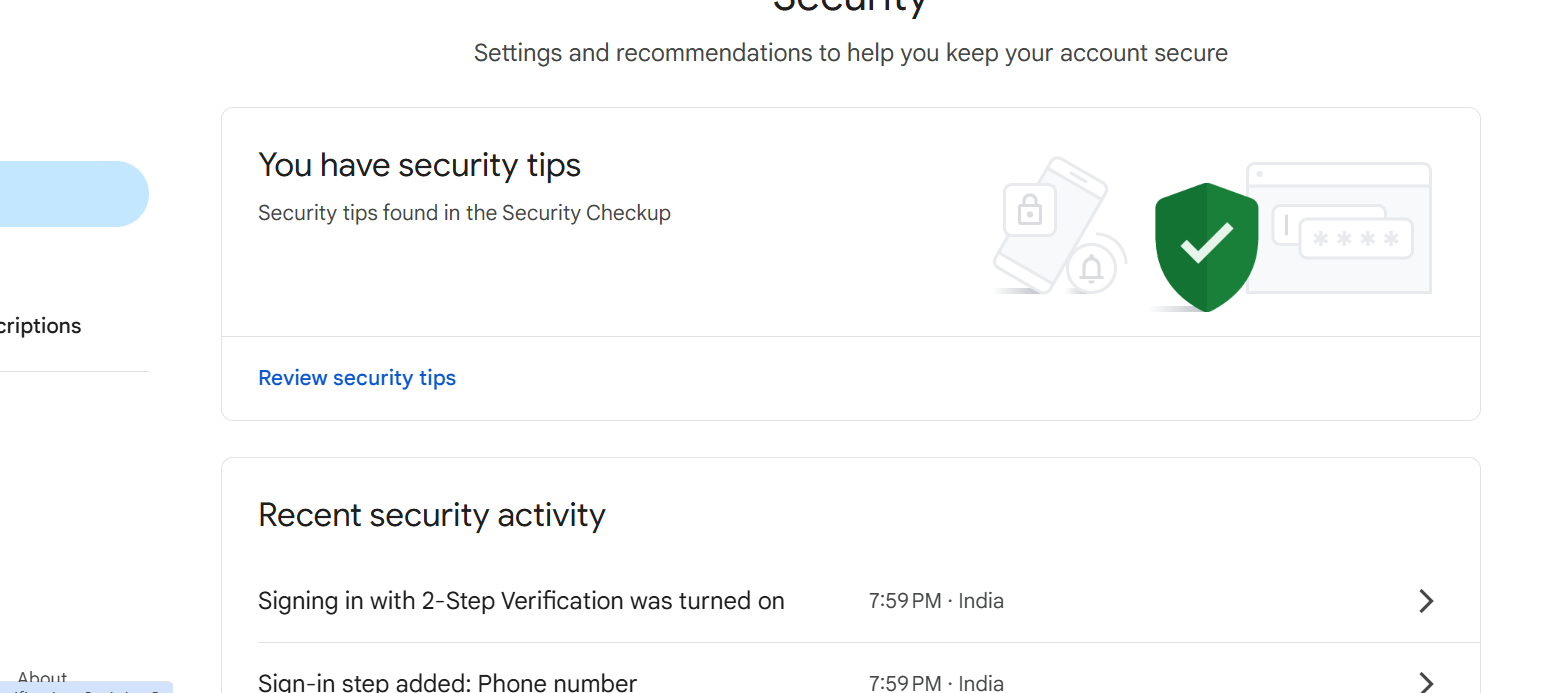 Security
Settings and recommendations to help you keep your account secure
You have security tips
Security tips found in the Security Checkup
****
criptions
Review security tips
Recent security activity
Signing in with 2-Step Verification was turned on 7:59 PM · India
About
Sign-in step added: Phone number 7:59 PM · India